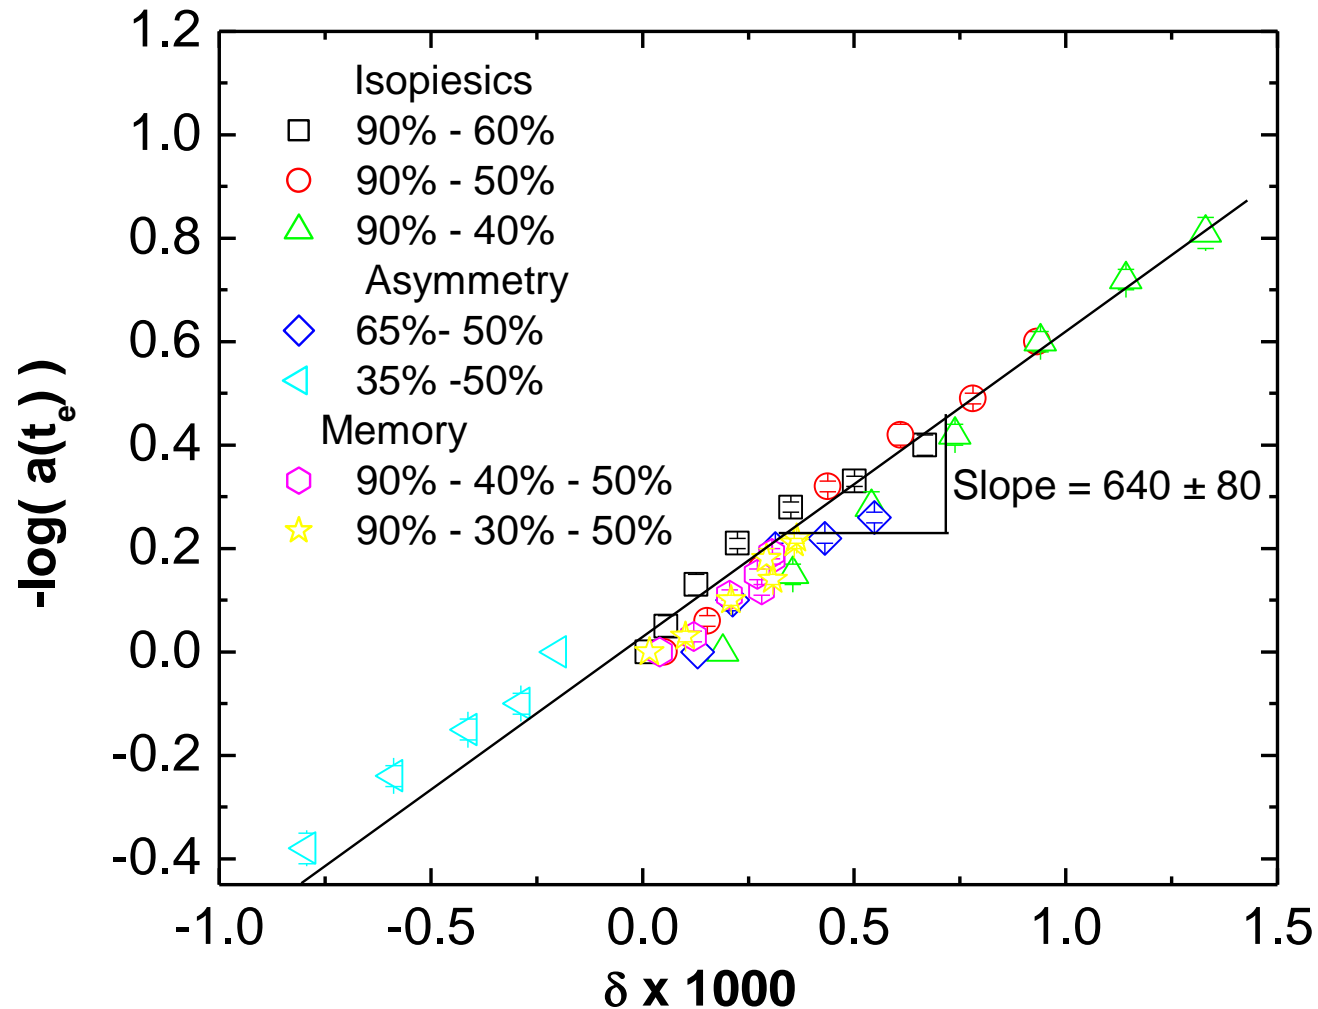 1.2
1.0
0.8
0.6
0.4
0.2
0.0
-0.2
-0.4
-log( a(tₑ) )
Isopiesics
90% - 60%
90% - 50%
90% - 40%
Asymmetry
65%- 50%
35% -50%
Memory
90% - 40% - 50%
90% - 30% - 50%
Slope = 640 ± 80
-1.0 -0.5 0.0 0.5 1.0 1.5
δ x 1000